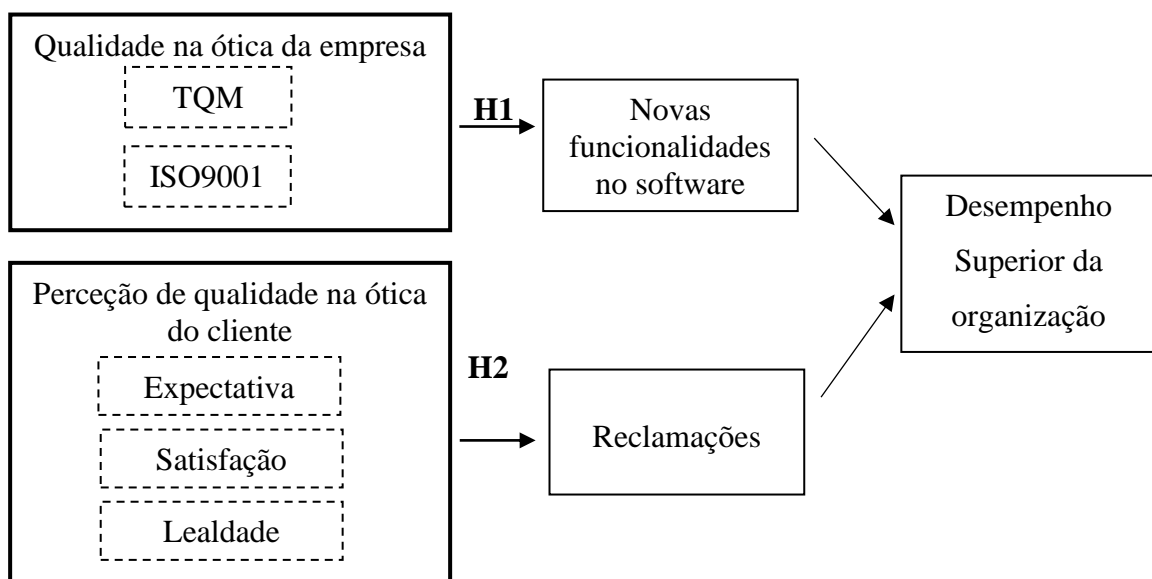 Qualidade na ótica da empresa
TQM
ISO9001
H1
Novas
funcionalidades
no software
Desempenho
Superior da
organização
Perceção de qualidade na ótica
do cliente
Expectativa
Satisfação
Lealdade
H2
Reclamações